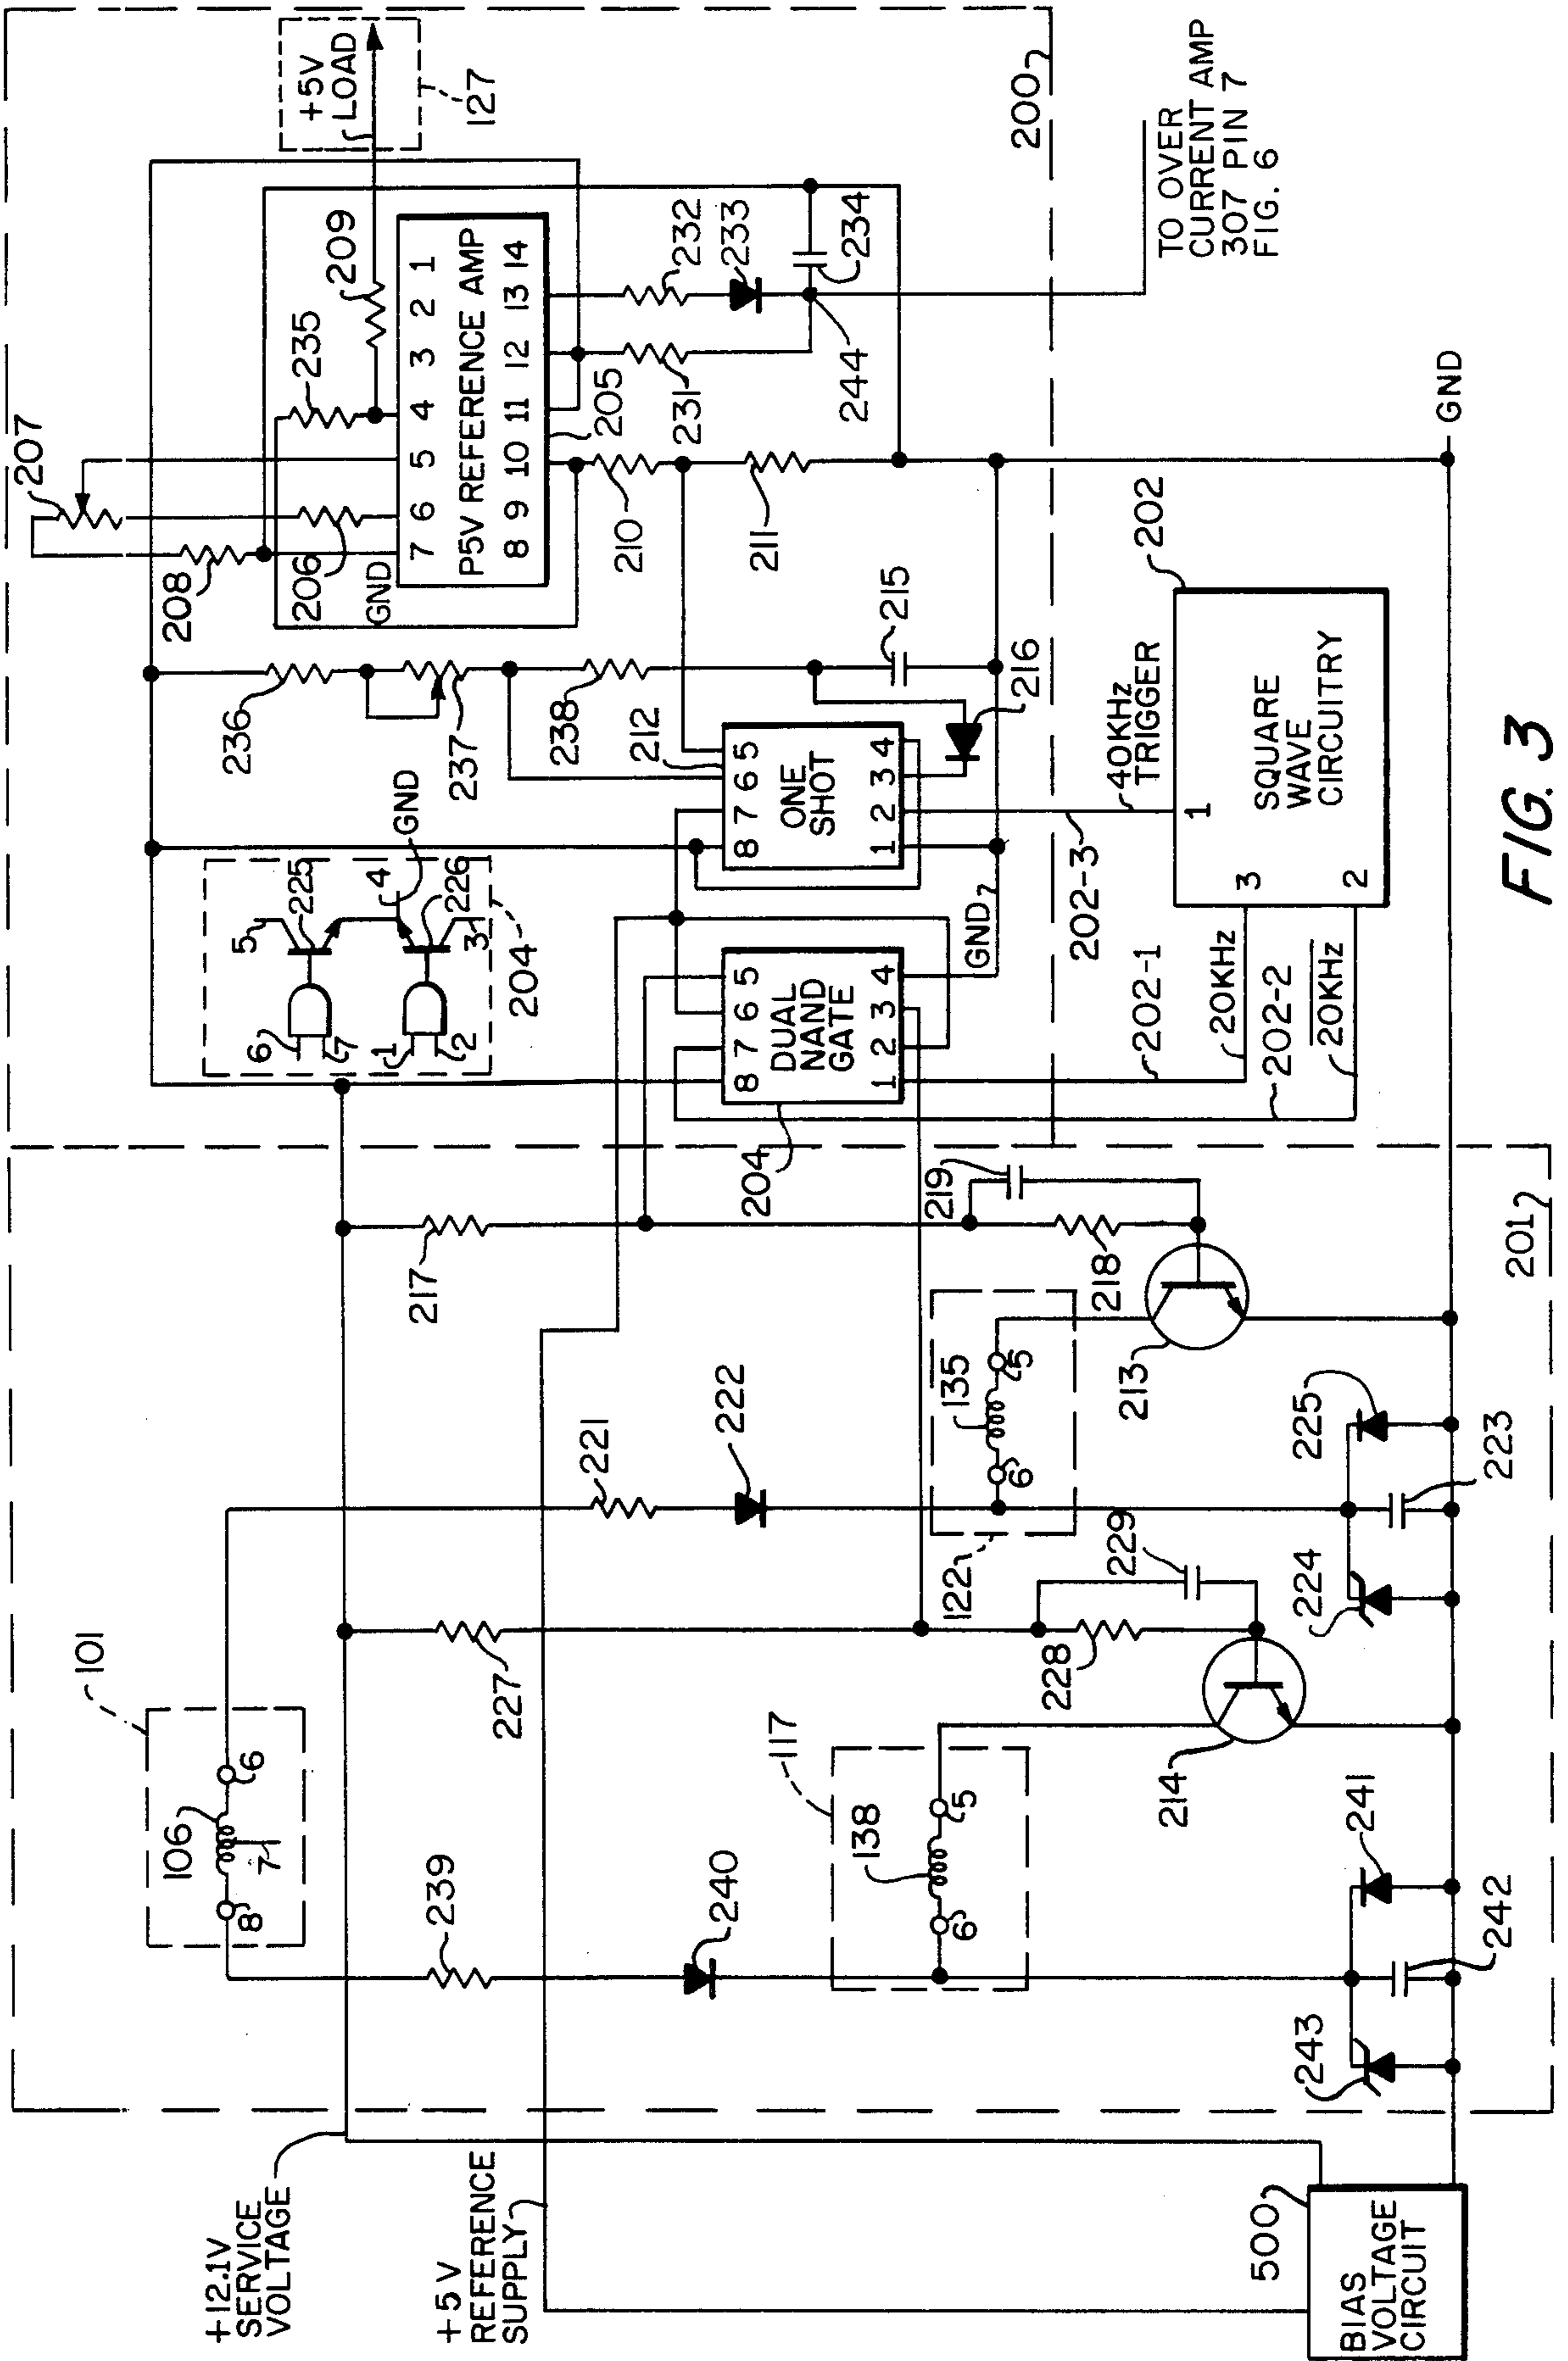 +12.1V
SERVICE
VOLTAGE
+5V
REFERENCE
SUPPLY
500
BIAS
VOLTAGE
CIRCUIT
101
106
8
7
6
239
240
117
138
6
5
243
242
241
214
227
228
229
221
222
122
135
6
5
224
225
223
213
217
218
219
201
204
8 7 6 5
DUAL
NAND
GATE
1 2 3 4
6
7
1
2
5
225
4
GND
226
3
204
GND
202-1
202-2
202-3
20KHz
20KHz
40KHz
TRIGGER
202
1
3
2
SQUARE
WAVE
CIRCUITRY
236
237
238
212
8 7 6 5
ONE
SHOT
1 2 3 4
215
216
207
208
206
GND
235
209
7 6 5 4 3 2 1
P5V REFERENCE AMP
8 9 10 11 12 13 14
205
210
211
231
232
233
234
244
+5V
LOAD
127
200
TO OVER
CURRENT AMP
307 PIN 7
FIG. 6
GND
FIG. 3